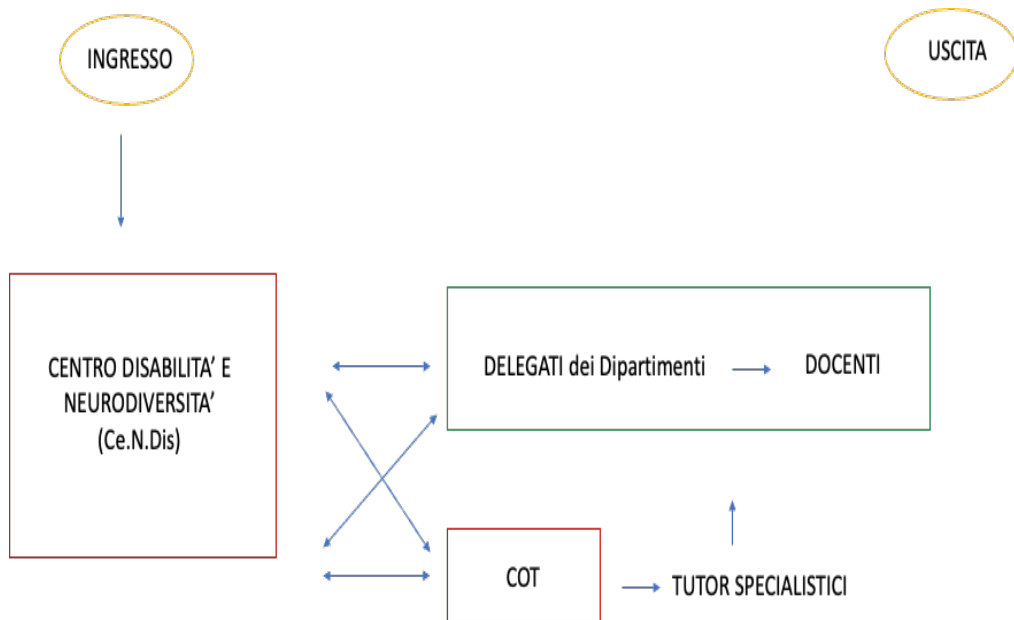 INGRESSO
USCITA
CENTRO DISABILITA’ E
NEURODIVERSITA’
(Ce.N.Dis)
DELEGATI dei Dipartimenti
DOCENTI
COT
TUTOR SPECIALISTICI